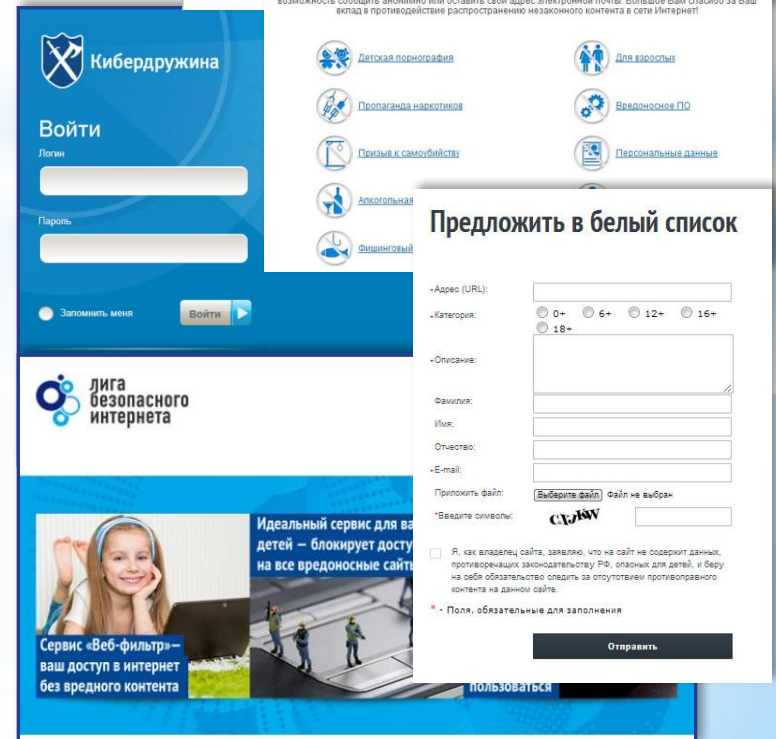 возможность сообщить анонимно или оставить свой адрес электронной почты. Большое Вам спасибо за Ваш
вклад в противодействие распространению незаконного контента в сети Интернет!
Кибердружина
Войти
Логин
Пароль
Запомнить меня
Войти
Детская порнография
Для взрослых
Пропаганда наркотиков
Вредоносное ПО
Призыв к самоубийству
Персональные данные
Алкогольная
Фишинговый
Предложить в белый список
*Адрес (URL):
*Категория:
0+ 6+ 12+ 16+
18+
*Описание:
Фамилия:
Имя:
Отчество:
*E-mail:
Приложить файл:
Выберите файл Файл не выбран
*Введите символы:
Я, как владелец сайта, заявляю, что на сайт не содержит данных,
противоречащих законодательству РФ, опасных для детей, и беру
на себя обязательство следить за отсутствием противоправного
контента на данном сайте.
* - Поля, обязательные для заполнения
Отправить
лига
безопасного
интернета
Идеальный сервис для ва
детей — блокирует досту
на все вредоносные сайты
Сервис «Веб-фильтр»—
ваш доступ в интернет
без вредного контента
пользоваться